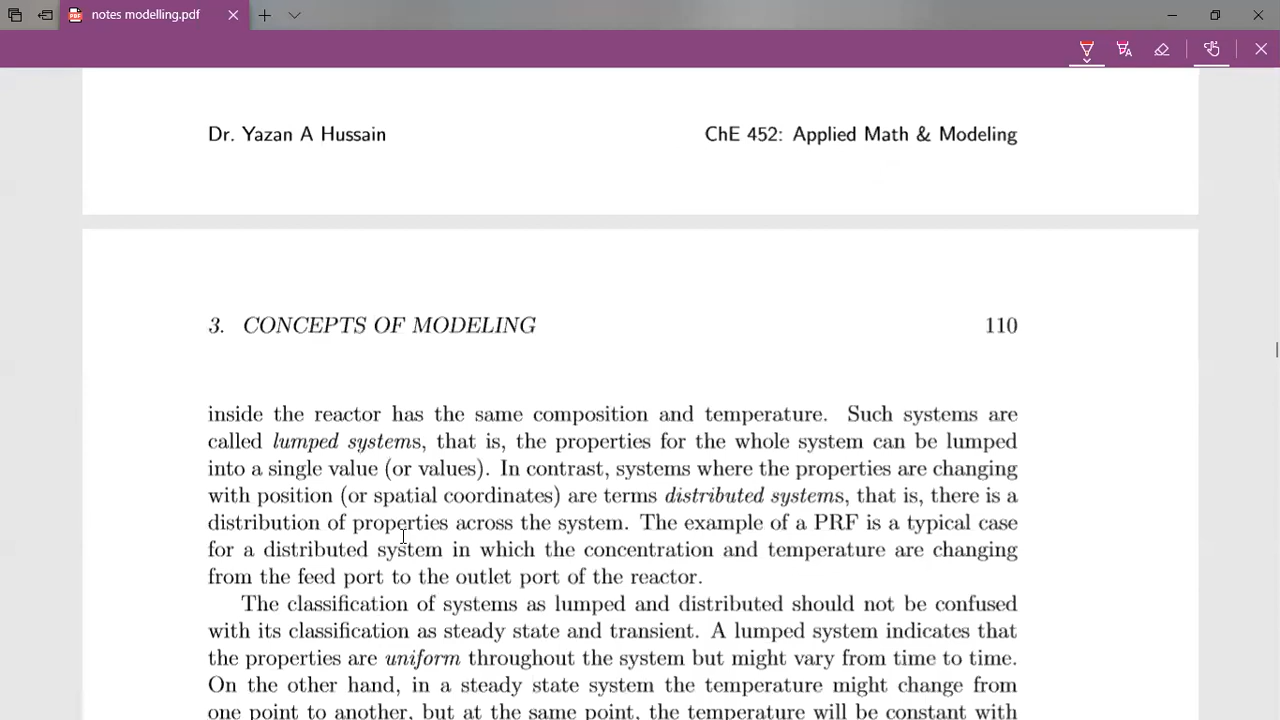 notes modelling.pdf
Dr. Yazan A Hussain
ChE 452: Applied Math & Modeling
3. CONCEPTS OF MODELING
110
inside the reactor has the same composition and temperature. Such systems are
called lumped systems, that is, the properties for the whole system can be lumped
into a single value (or values). In contrast, systems where the properties are changing
with position (or spatial coordinates) are terms distributed systems, that is, there is a
distribution of properties across the system. The example of a PRF is a typical case
for a distributed system in which the concentration and temperature are changing
from the feed port to the outlet port of the reactor.
The classification of systems as lumped and distributed should not be confused
with its classification as steady state and transient. A lumped system indicates that
the properties are uniform throughout the system but might vary from time to time.
On the other hand, in a steady state system the temperature might change from
one point to another, but at the same point, the temperature will be constant with